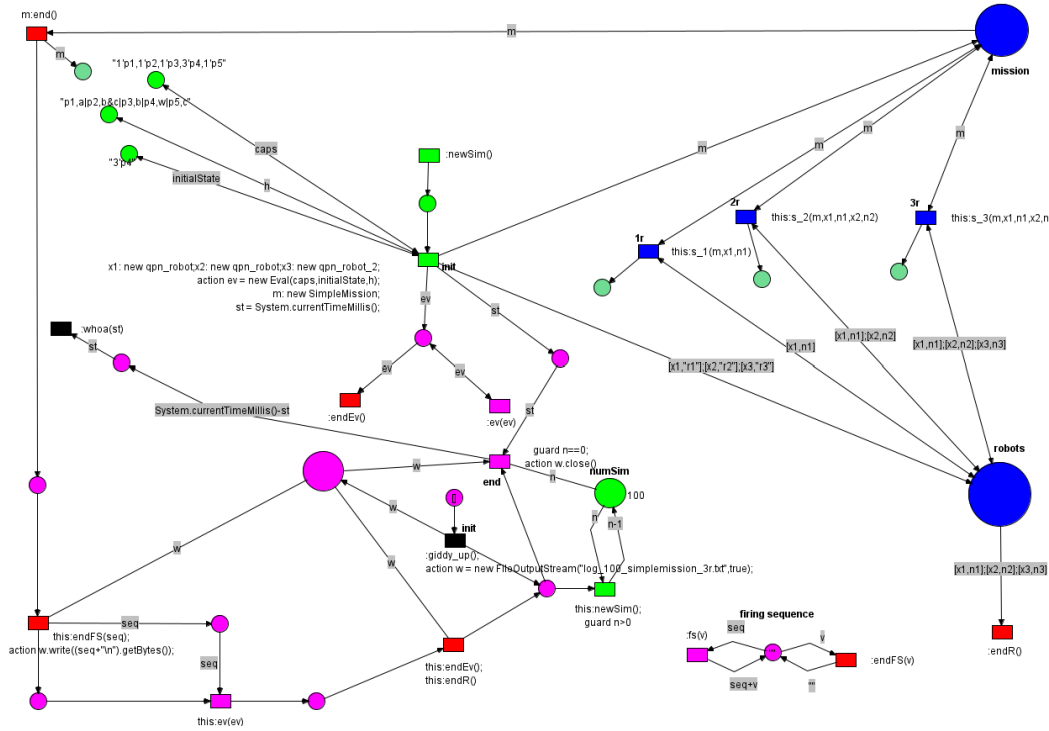 m:end()
m
m
mission
"1'p1,1'p2,1'p3,3'p4,1'p5"
"p1,a|p2,b&c|p3,b|p4,w|p5,c"
"3'p4"
caps
initialState
h
:newSim()
m
m
m
m
2r
this:s_2(m,x1,n1,x2,n2)
3r
this:s_3(m,x1,n1,x2,n
1r
this:s_1(m,x1,n1)
init
x1: new qpn_robot;x2: new qpn_robot;x3: new qpn_robot_2;
action ev = new Eval(caps,initialState,h);
m: new SimpleMission;
st = System.currentTimeMillis();
ev
st
:whoa(st)
st
ev
ev
[x1,n1]
[x1,n1];[x2,n2]
[x1,n1];[x2,n2];[x3,n3]
[x1,"r1"];[x2,"r2"];[x3,"r3"]
:endEv()
:ev(ev)
System.currentTimeMillis()-st
st
guard n==0;
action w.close()
robots
w
end
n
numSim
100
[]
w
init
n
n-1
w
w
:giddy_up();
action w = new FileOutputStream("log_100_simplemission_3r.txt",true);
[x1,n1];[x2,n2];[x3,n3]
this:newSim();
guard n>0
seq
this:endFS(seq);
action w.write((seq+"\n").getBytes());
seq
this:endEv();
this:endR()
firing sequence
:fs(v)
seq
""
v
:endFS(v)
seq+v
""
:endR()
this:ev(ev)